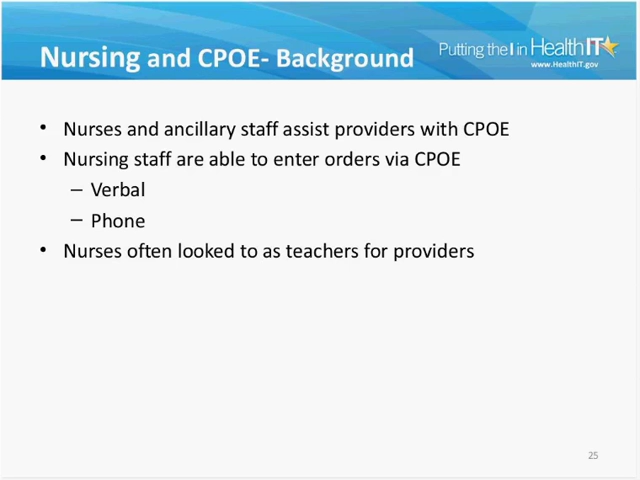 Nursing and CPOE- Background
Putting the I in Health IT
www.HealthIT.gov
• Nurses and ancillary staff assist providers with CPOE
• Nursing staff are able to enter orders via CPOE
– Verbal
– Phone
• Nurses often looked to as teachers for providers
25